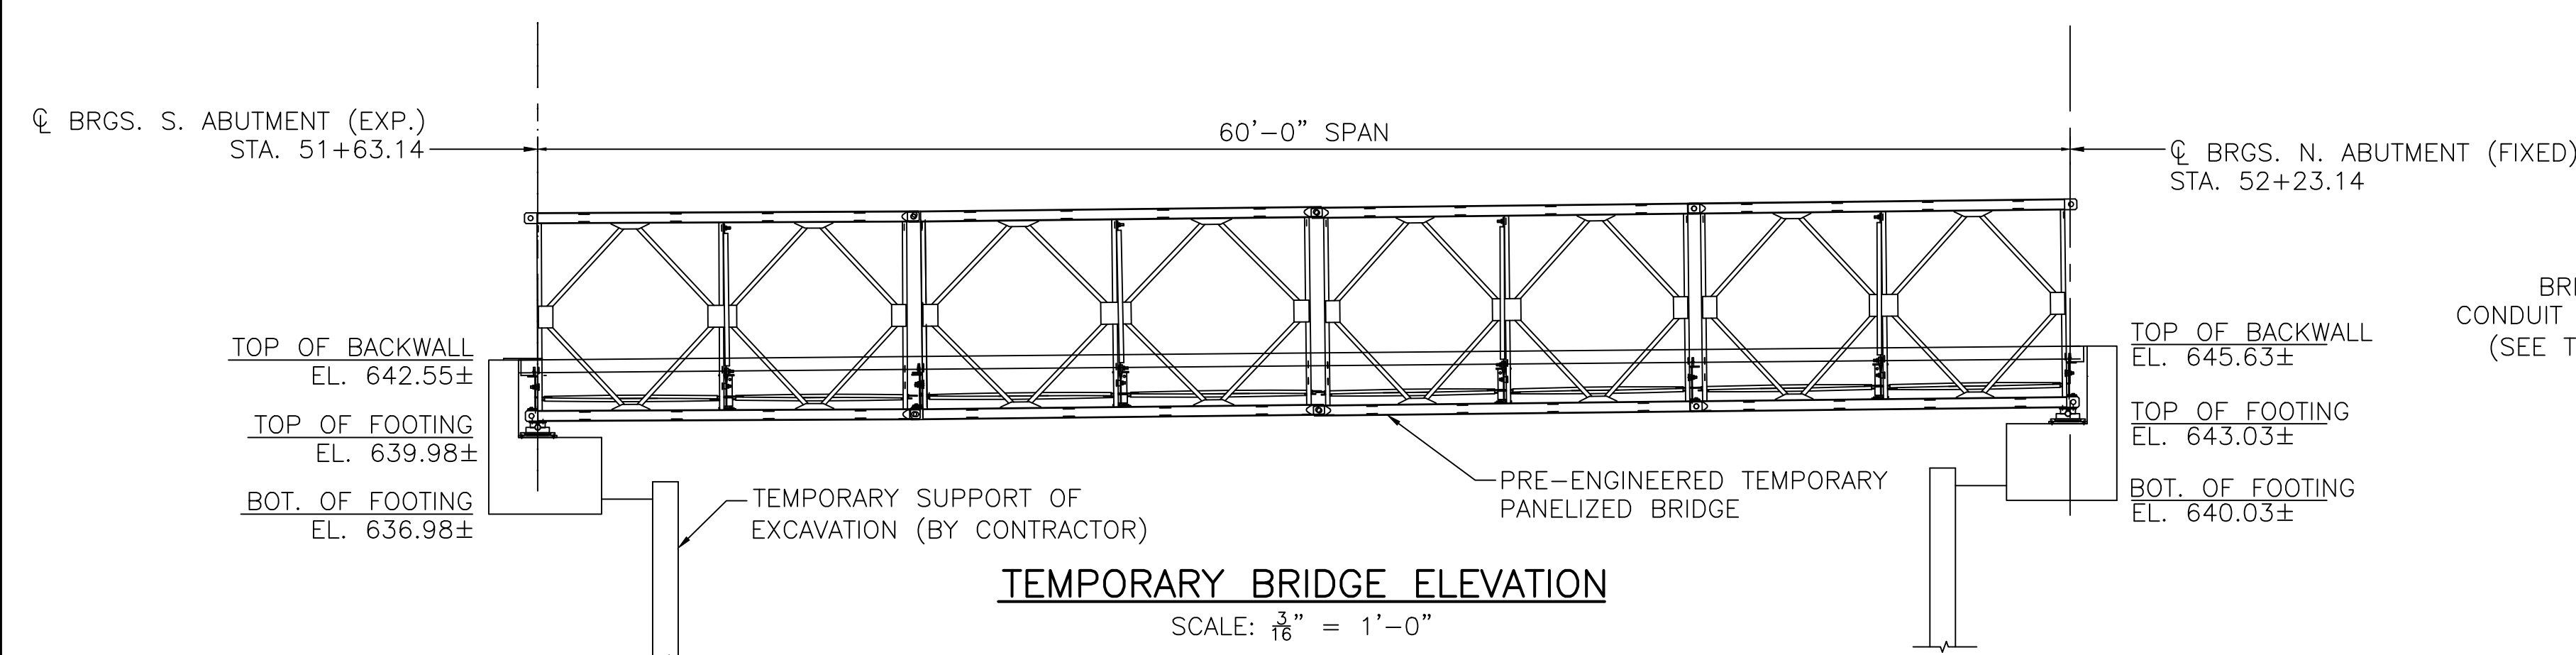 ℄ BRGS. S. ABUTMENT (EXP.)
STA. 51+63.14
60'-0" SPAN
℄ BRGS. N. ABUTMENT (FIXED)
STA. 52+23.14
TOP OF BACKWALL
EL. 642.55±
TOP OF FOOTING
EL. 639.98±
BOT. OF FOOTING
EL. 636.98±
TOP OF BACKWALL
EL. 645.63±
TOP OF FOOTING
EL. 643.03±
BOT. OF FOOTING
EL. 640.03±
CONDUIT
(SEE
TEMPORARY SUPPORT OF
EXCAVATION (BY CONTRACTOR)
PRE-ENGINEERED TEMPORARY
PANELIZED BRIDGE
TEMPORARY BRIDGE ELEVATION
SCALE: 3/16" = 1'-0"